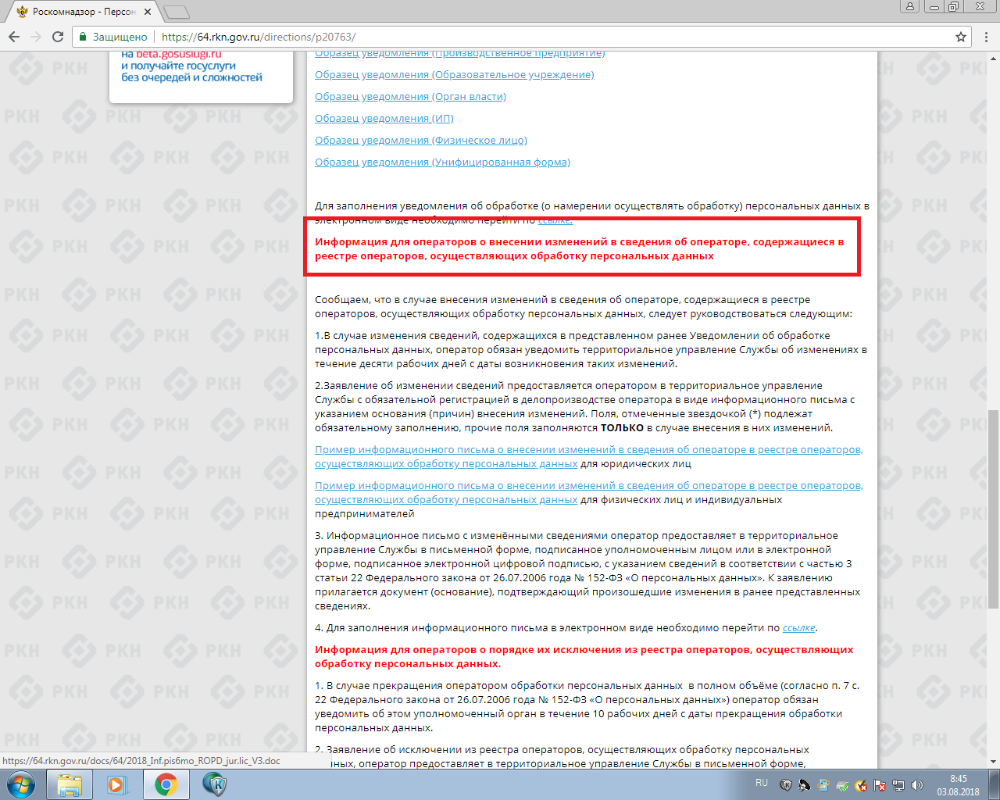 Роскомнадзор - Персон
Защищено
https://64.rkn.gov.ru/directions/p20763/
на beta.gosuslugi.ru
и получайте госуслуги
без очередей и сложностей
Образец уведомления (Производственное предприятие)
Образец уведомления (Образовательное учреждение)
Образец уведомления (Орган власти)
Образец уведомления (ИП)
Образец уведомления (Физическое лицо)
Образец уведомления (Унифицированная форма)
Для заполнения уведомления об обработке (о намерении осуществлять обработку) персональных данных в
электронном виде необходимо перейти по ссылке.
Информация для операторов о внесении изменений в сведения об операторе, содержащиеся в
реестре операторов, осуществляющих обработку персональных данных
Сообщаем, что в случае внесения изменений в сведения об операторе, содержащиеся в реестре
операторов, осуществляющих обработку персональных данных, следует руководствоваться следующим:
1.В случае изменения сведений, содержащихся в представленном ранее Уведомлении об обработке
персональных данных, оператор обязан уведомить территориальное управление Службы об изменениях в
течение десяти рабочих дней с даты возникновения таких изменений.
2.Заявление об изменении сведений предоставляется оператором в территориальное управление
Службы с обязательной регистрацией в делопроизводстве оператора в виде информационного письма с
указанием основания (причин) внесения изменений. Поля, отмеченные звездочкой (*) подлежат
обязательному заполнению, прочие поля заполняются ТОЛЬКО в случае внесения в них изменений.
Пример информационного письма о внесении изменений в сведения об операторе в реестре операторов,
осуществляющих обработку персональных данных для юридических лиц
Пример информационного письма о внесении изменений в сведения об операторе в реестре операторов,
осуществляющих обработку персональных данных для физических лиц и индивидуальных
предпринимателей
3. Информационное письмо с изменёнными сведениями оператор предоставляет в территориальное
управление Службы в письменной форме, подписанное уполномоченным лицом или в электронной
форме, подписанное электронной цифровой подписью, с указанием сведений в соответствии с частью 3
статьи 22 Федерального закона от 26.07.2006 года № 152-ФЗ «О персональных данных». К заявлению
прилагается документ (основание), подтверждающий произошедшие изменения в ранее представленных
сведениях.
4. Для заполнения информационного письма в электронном виде необходимо перейти по ссылке.
Информация для операторов о порядке их исключения из реестра операторов, осуществляющих
обработку персональных данных.
1. В случае прекращения оператором обработки персональных данных в полном объёме (согласно п. 7 с.
22 Федерального закона от 26.07.2006 года № 152-ФЗ «О персональных данных») оператор обязан
уведомить об этом уполномоченный орган в течение 10 рабочих дней с даты прекращения обработки
персональных данных.
2. Заявление об исключении из реестра операторов, осуществляющих обработку персональных
нных, оператор предоставляет в территориальное управление Службы в письменной форме,
https://64.rkn.gov.ru/docs/64/2018_Inf.pis6mo_ROPD_jur.lic_V3.doc
RU
8:45
03.08.2018